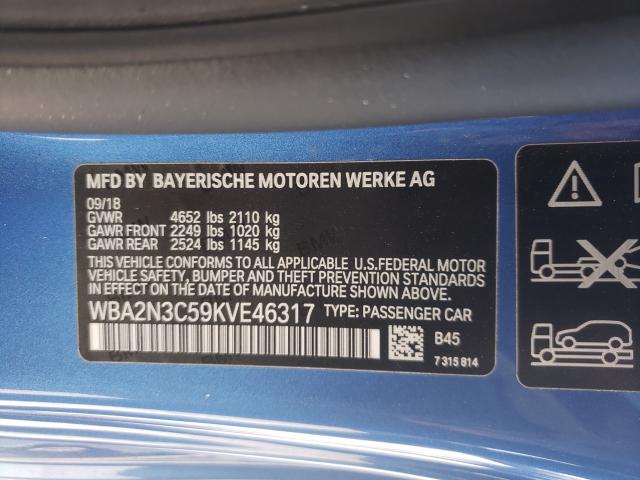 MFD BY BAYERISCHE MOTOREN WERKE AG
09/18
GVWR 4652 lbs 2110 kg
GAWR FRONT 2249 lbs 1020 kg
GAWR REAR 2524 lbs 1145 kg
THIS VEHICLE CONFORMS TO ALL APPLICABLE U.S.FEDERAL MOTOR
VEHICLE SAFETY, BUMPER AND THEFT PREVENTION STANDARDS
IN EFFECT ON THE DATE OF MANUFACTURE SHOWN ABOVE.
WBA2N3C59KVE46317 TYPE: PASSENGER CAR
B45
7 315 814